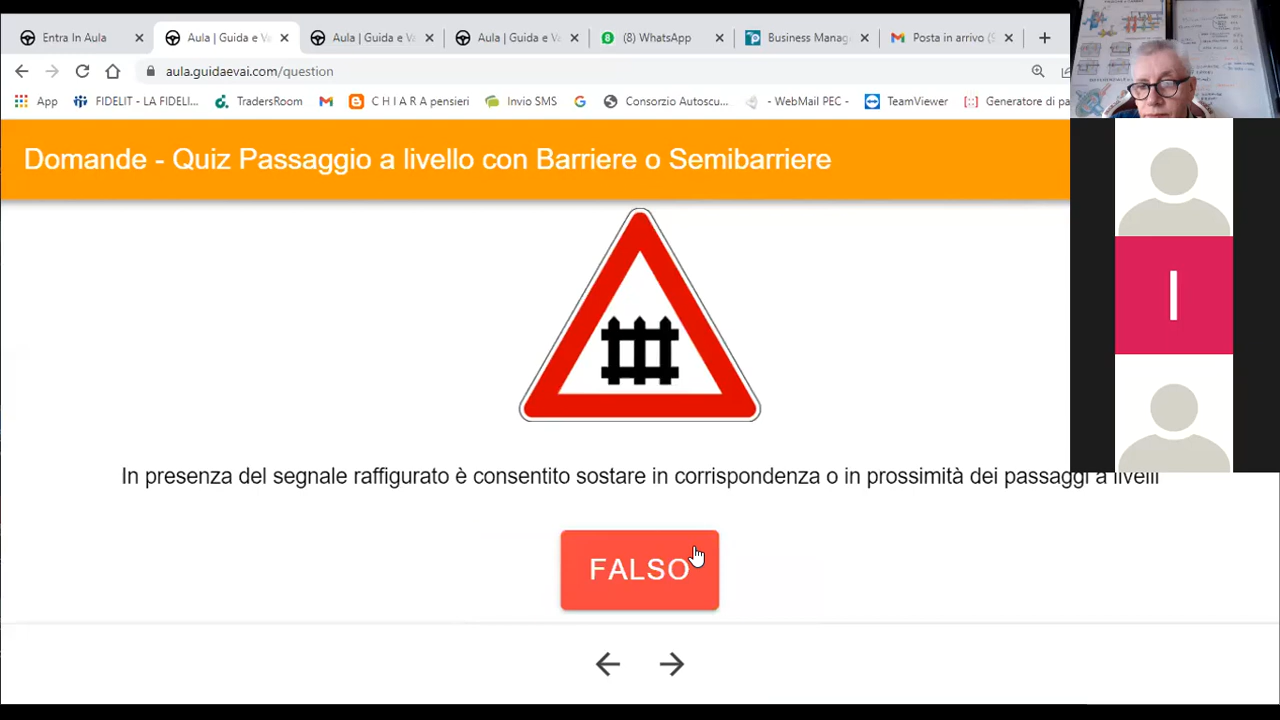 Entra In Aula
Aula | Guida e Va
Aula | Guida e V
Aula | Guida e Va
(8) WhatsApp
Business Manag
Posta in arrivo (5
aula.guidaevai.com/question
App
FIDELIT - LA FIDELI...
TradersRoom
C H I A R A pensieri
Invio SMS
Consorzio Autoscu...
- WebMail PEC -
TeamViewer
Generatore di pa
Domande - Quiz Passaggio a livello con Barriere o Semibarriere
In presenza del segnale raffigurato è consentito sostare in corrispondenza o in prossimità dei passaggi a livelli
FALSO
I